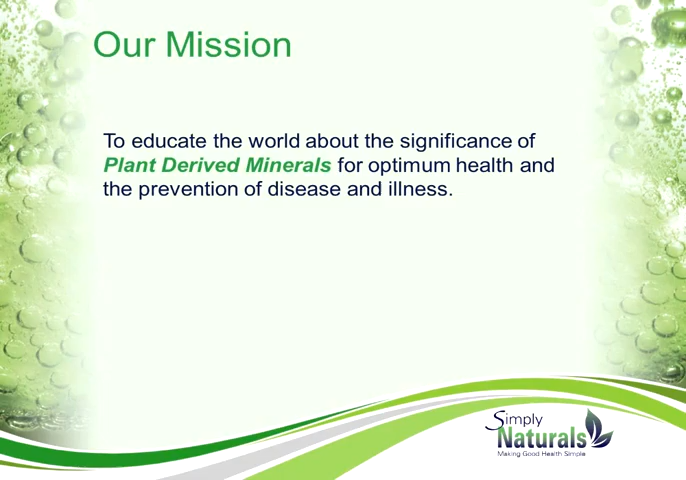 Our Mission
To educate the world about the significance of
Plant Derived Minerals for optimum health and
the prevention of disease and illness.
Simply
Naturals
Making Good Health Simple